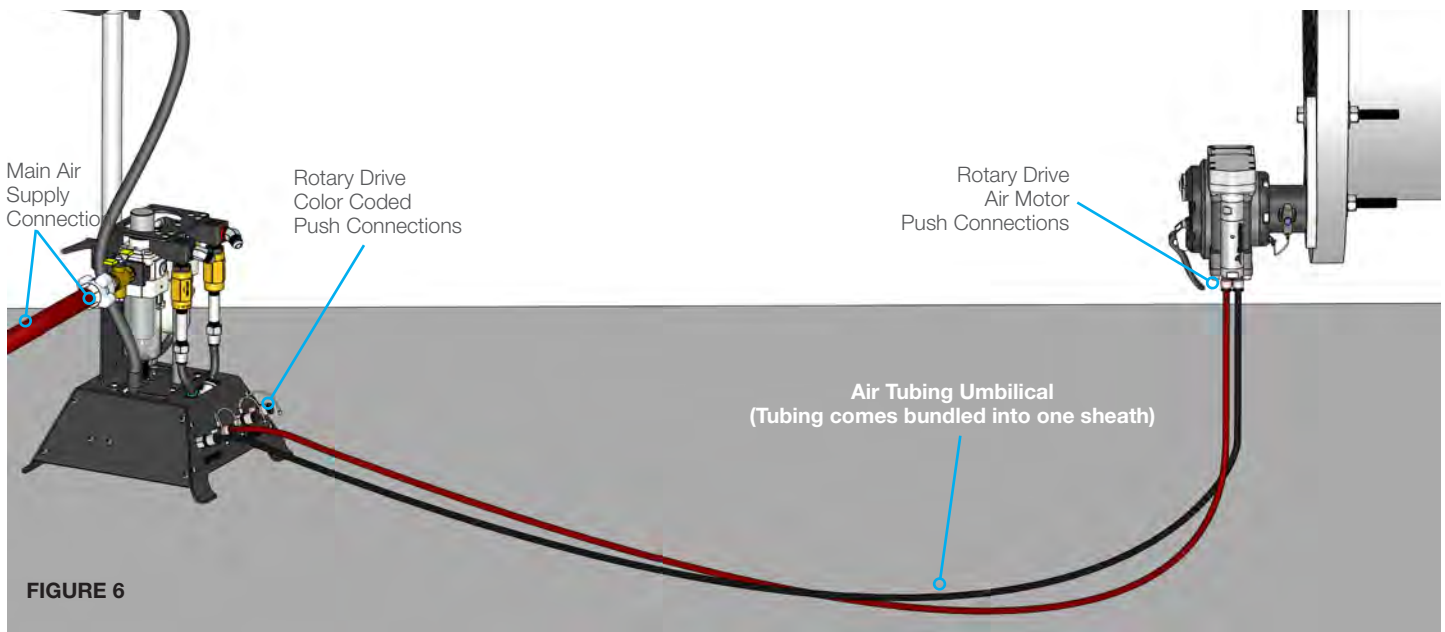 Main Air
Supply
Connection
Rotary Drive
Color Coded
Push Connections
Rotary Drive
Air Motor
Push Connections
Air Tubing Umbilical
(Tubing comes bundled into one sheath)
FIGURE 6